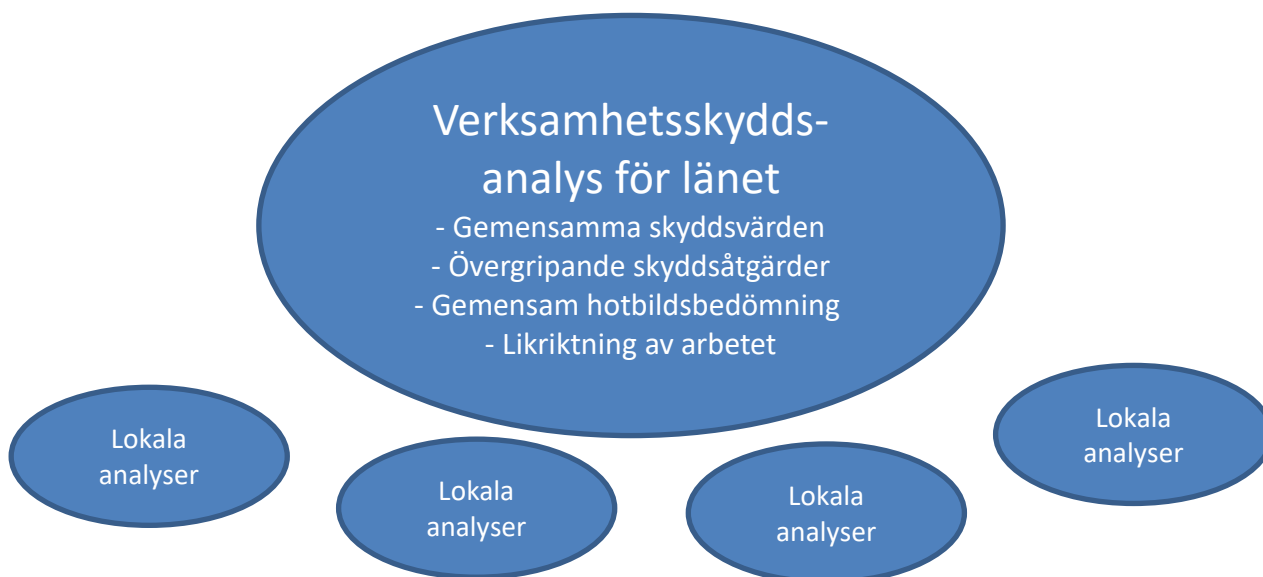 Verksamhetsskydds-
analys för länet
- Gemensamma skyddsvärden
- Övergripande skyddsåtgärder
- Gemensam hotbildsbedömning
- Likriktning av arbetet
Lokala
analyser
Lokala
analyser
Lokala
analyser
Lokala
analyser